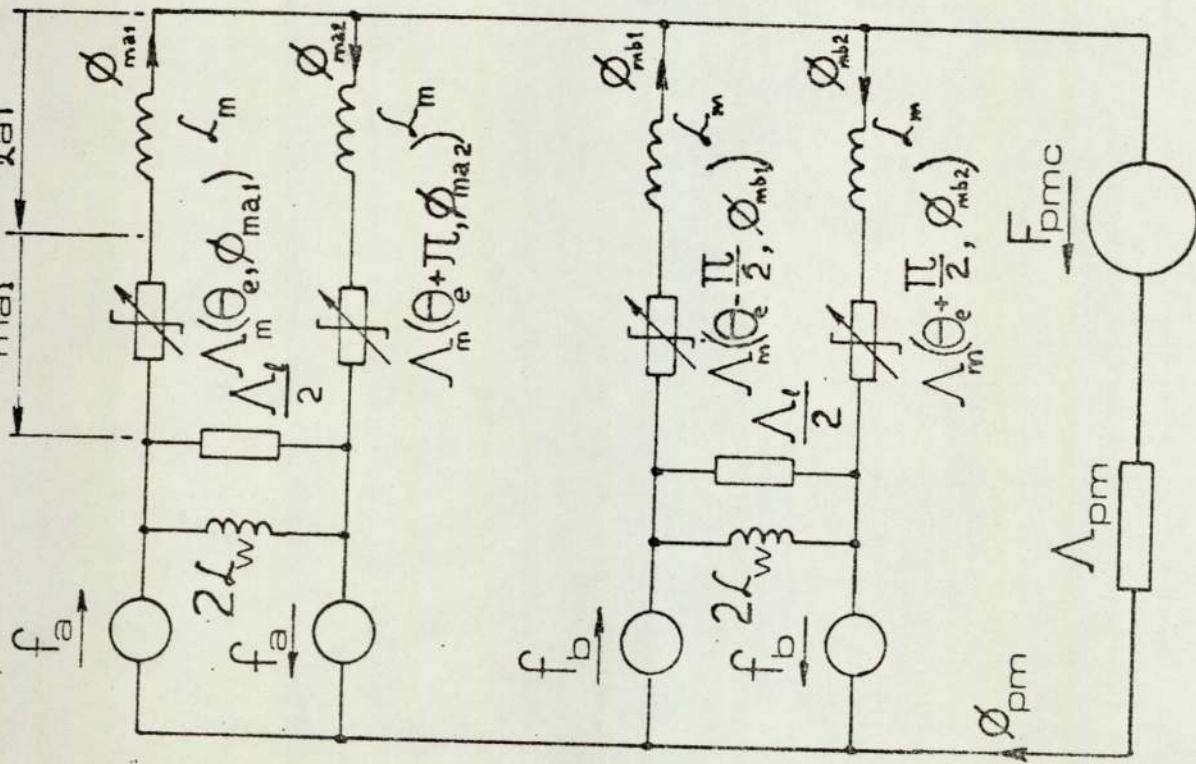 ϕma1
ℒm
Λm(θe, ϕma1)
ϕma2
ℒm
Λm(θe+π, ϕma2)
Λℓ/2
2ℒw
fa
fa
ϕmb1
ℒm
Λm(θe-π/2, ϕmb1)
ϕmb2
ℒm
Λm(θe+π/2, ϕmb2)
Λℓ/2
2ℒw
fb
fb
Fpmc
Λpm
ϕpm